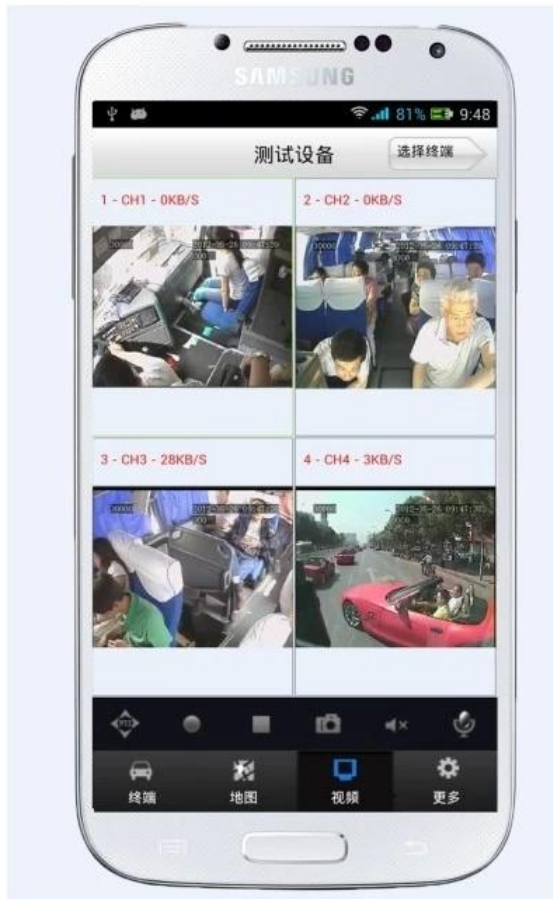 SAMSUNG
81% 9:48
测试设备
选择终端
1 - CH1 - 0KB/S
2 - CH2 - 0KB/S
3 - CH3 - 28KB/S
4 - CH4 - 3KB/S
PTZ
终端
地图
视频
更多